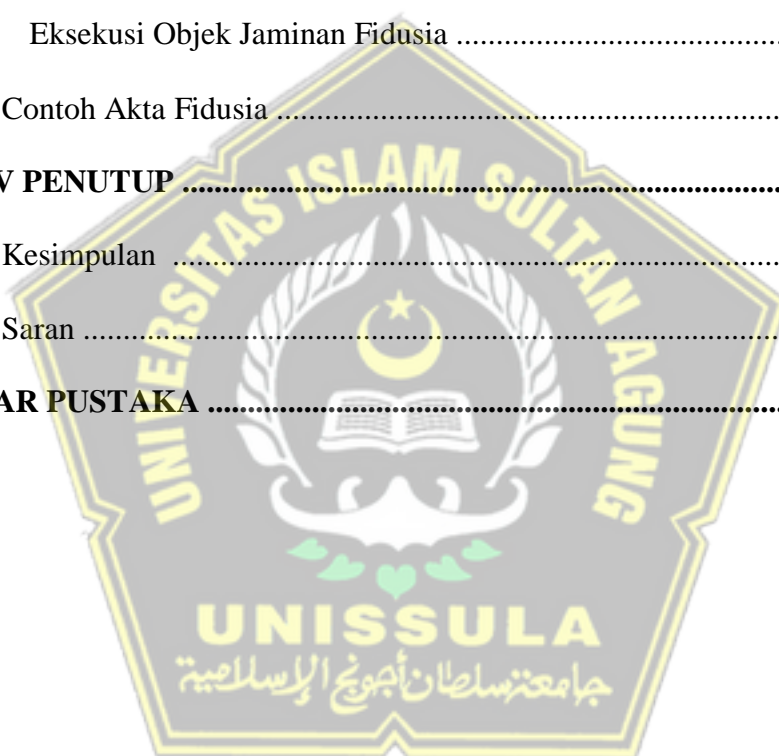 Eksekusi Objek Jaminan Fidusia ..........................................
Contoh Akta Fidusia ................................................................
V PENUTUP ..............................................................................
Kesimpulan ..............................................................................
Saran ........................................................................................
AR PUSTAKA ...........................................................................
UNIVERSITAS ISLAM SULTAN AGUNG
UNISSULA
جامعة سلطان أجونج الإسلامية